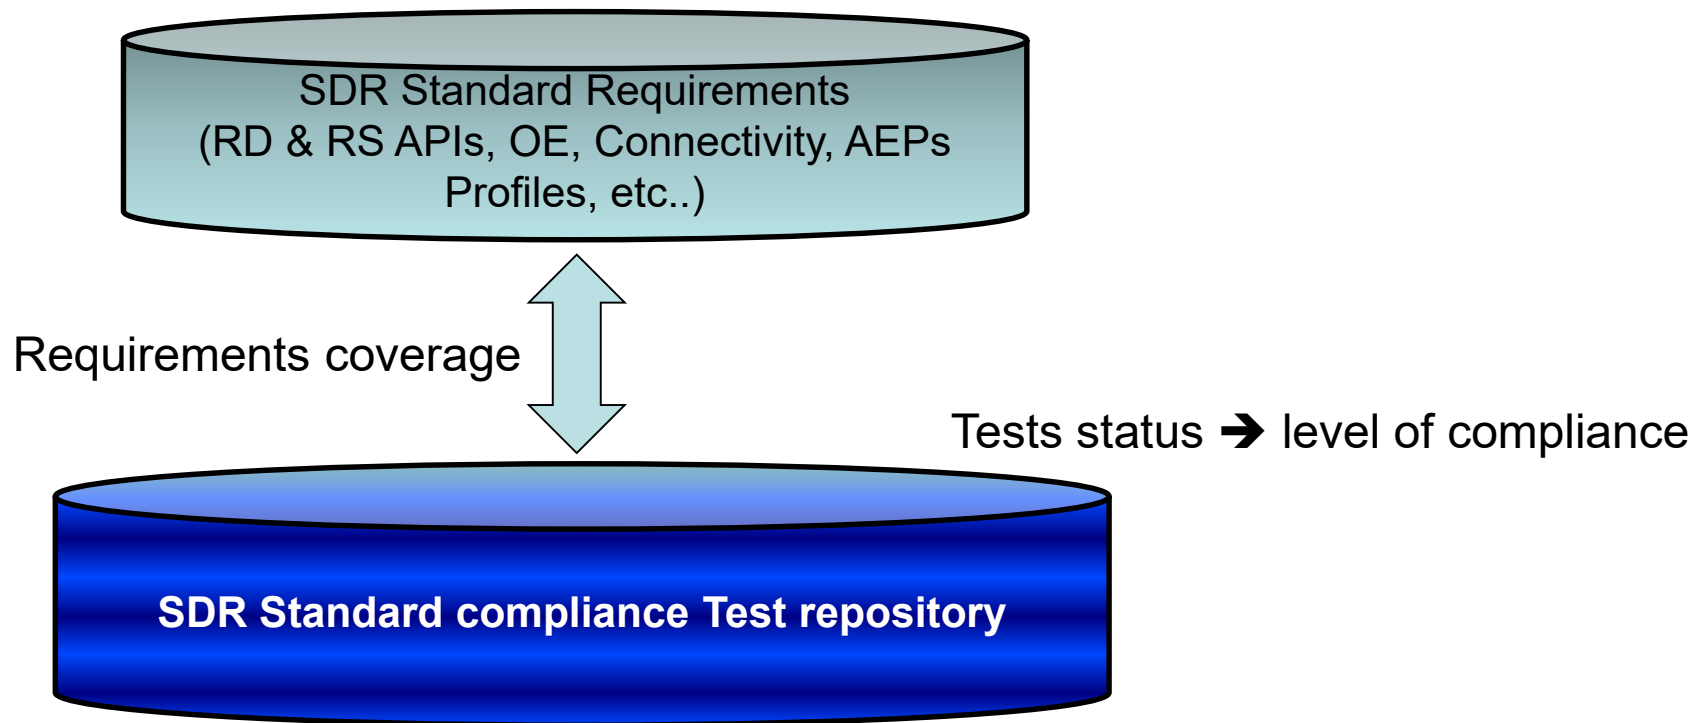 SDR Standard Requirements
(RD & RS APIs, OE, Connectivity, AEPs
Profiles, etc..)
Requirements coverage
Tests status ➔ level of compliance
SDR Standard compliance Test repository